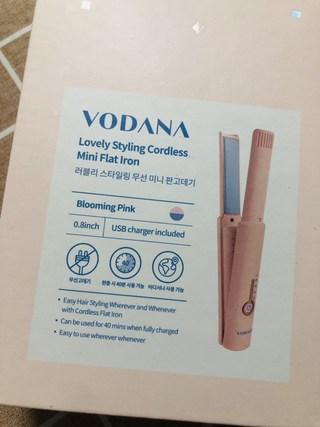 VODANA
Lovely Styling Cordless
Mini Flat Iron
러블리 스타일링 무선 미니 판고데기
Blooming Pink
0.8inch
USB charger included
40
무선고데기
완충 시 40분 사용 가능
어디서나 사용 가능
• Easy Hair Styling Wherever and Whenever
with Cordless Flat Iron
• Can be used for 40 mins when fully charged
• Easy to use wherever whenever
VODANA